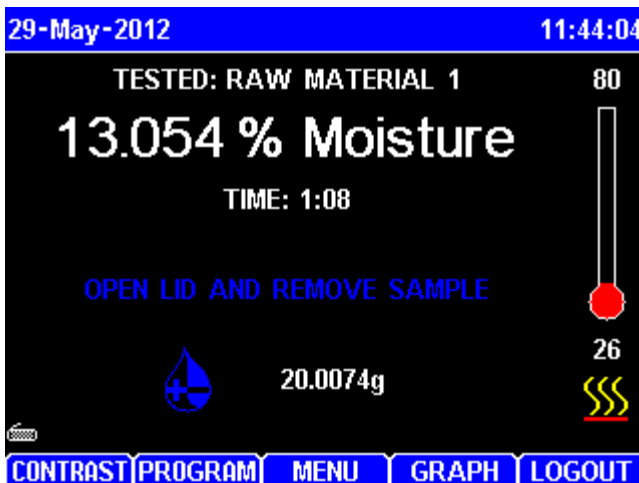 29-May-2012 11:44:04
TESTED: RAW MATERIAL 1 80
13.054 % Moisture
TIME: 1:08
OPEN LID AND REMOVE SAMPLE
26
20.0074g
CONTRAST PROGRAM MENU GRAPH LOGOUT